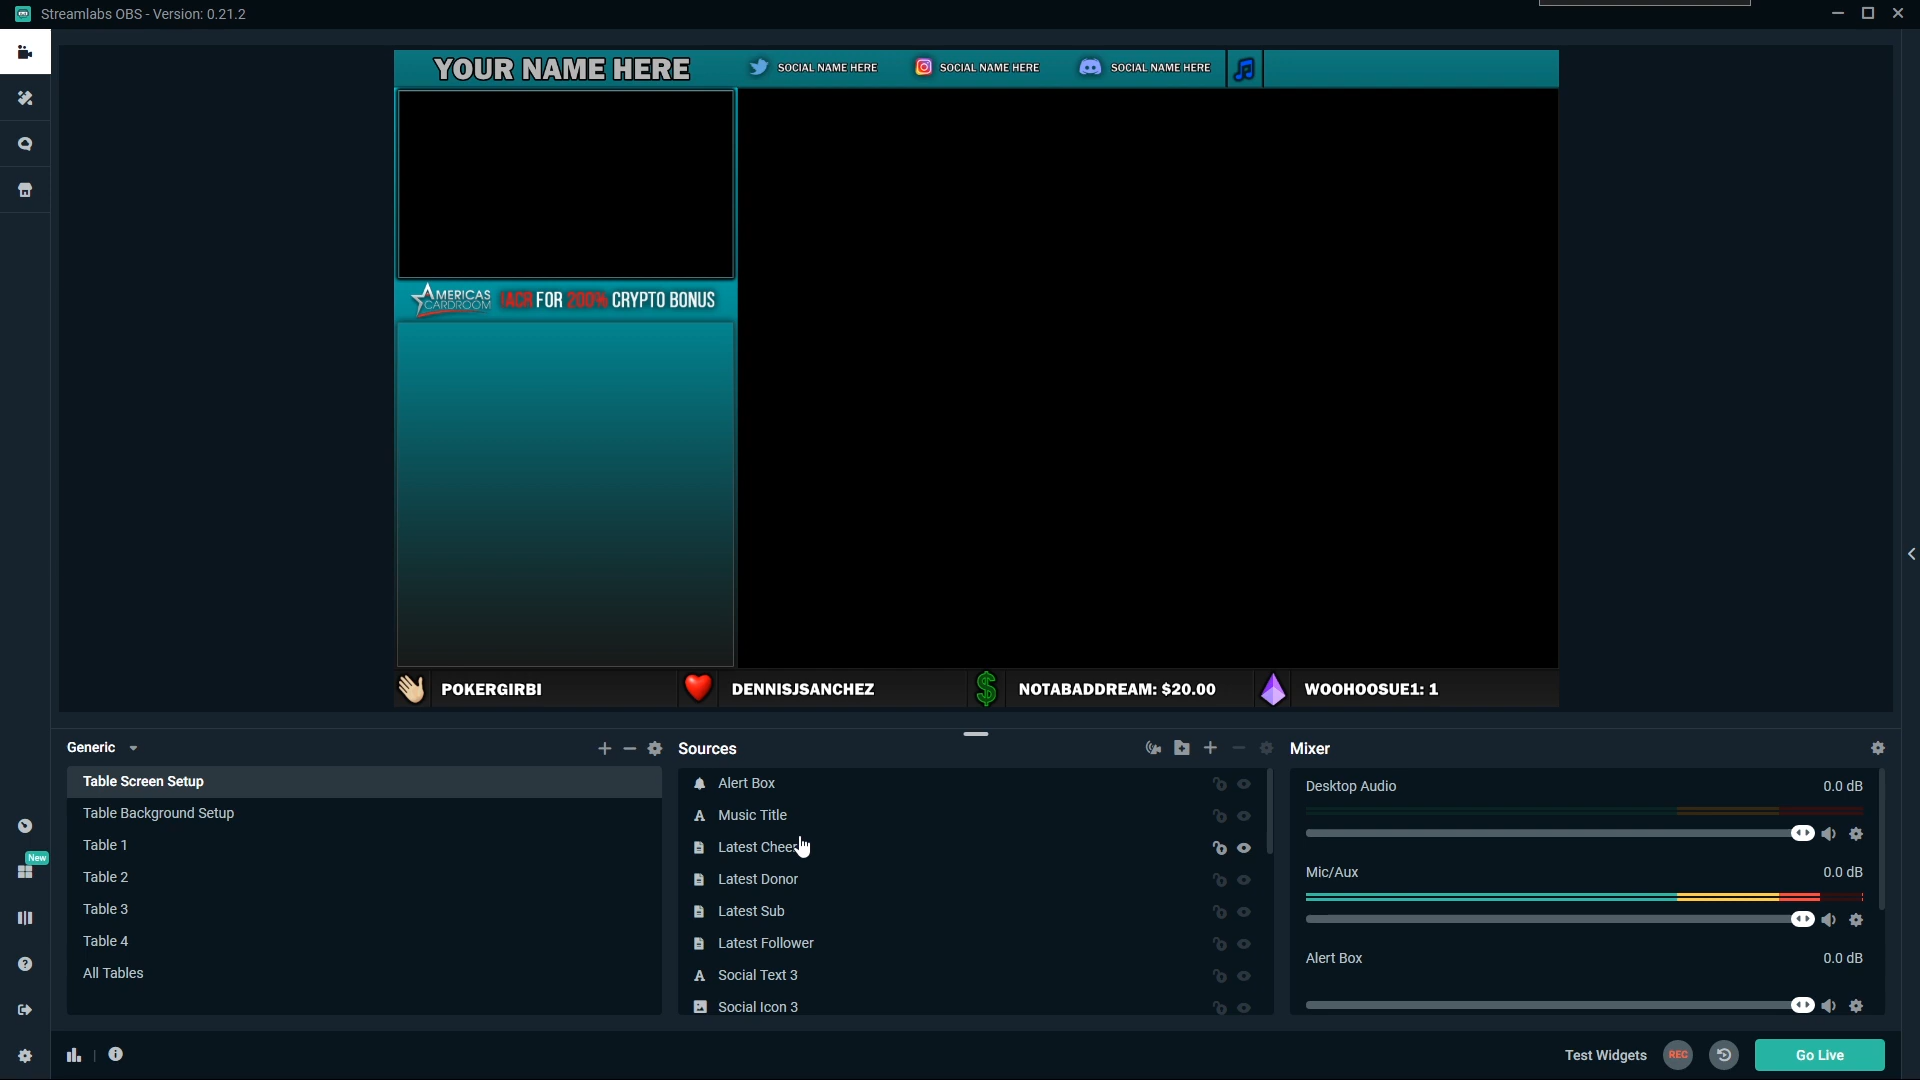 Streamlabs OBS - Version: 0.21.2
YOUR NAME HERE
SOCIAL NAME HERE
SOCIAL NAME HERE
SOCIAL NAME HERE
AMERICAS CARDROOM
!ACR FOR 200% CRYPTO BONUS
POKERGIRBI
DENNISJSANCHEZ
NOTABADDREAM: $20.00
WOOHOOSUE1: 1
Generic
Table Screen Setup
Table Background Setup
Table 1
Table 2
Table 3
Table 4
All Tables
Sources
Alert Box
Music Title
Latest Cheer
Latest Donor
Latest Sub
Latest Follower
Social Text 3
Social Icon 3
Mixer
Desktop Audio 0.0 dB
Mic/Aux 0.0 dB
Alert Box 0.0 dB
New
Test Widgets
REC
Go Live